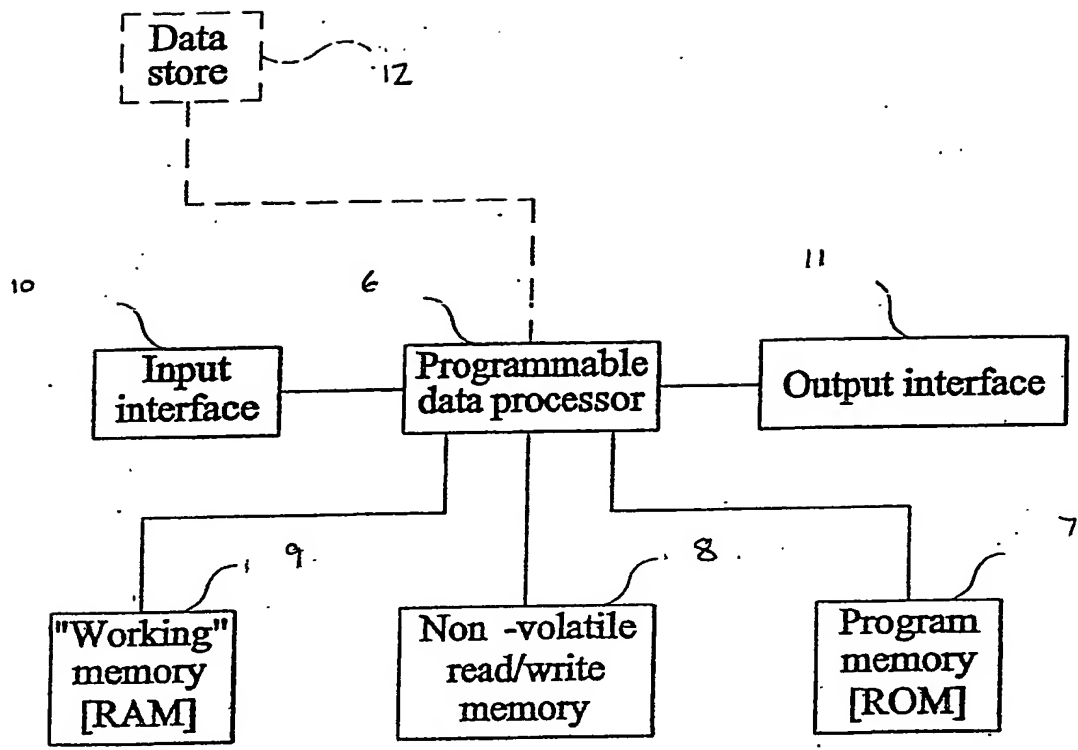 Data
store
12
10
6
11
Input
interface
Programmable
data processor
Output interface
9
8
7
"Working"
memory
[RAM]
Non -volatile
read/write
memory
Program
memory
[ROM]